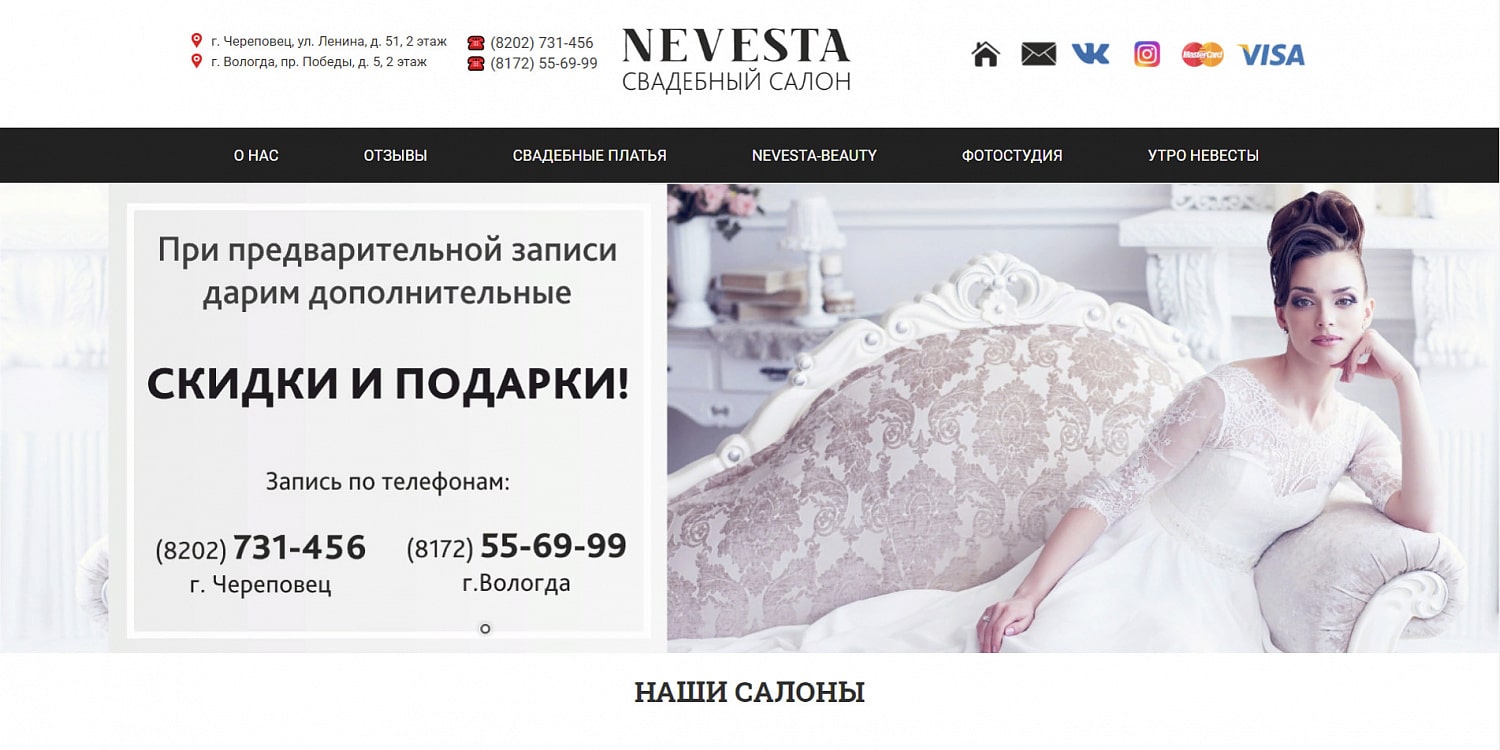 г. Череповец, ул. Ленина, д. 51, 2 этаж
г. Вологда, пр. Победы, д. 5, 2 этаж
(8202) 731-456
(8172) 55-69-99
NEVESTA
СВАДЕБНЫЙ САЛОН
MasterCard
VISA
О НАС
ОТЗЫВЫ
СВАДЕБНЫЕ ПЛАТЬЯ
NEVESTA-BEAUTY
ФОТОСТУДИЯ
УТРО НЕВЕСТЫ
При предварительной записи
дарим дополнительные
СКИДКИ И ПОДАРКИ!
Запись по телефонам:
(8202) 731-456
г. Череповец
(8172) 55-69-99
г.Вологда
НАШИ САЛОНЫ